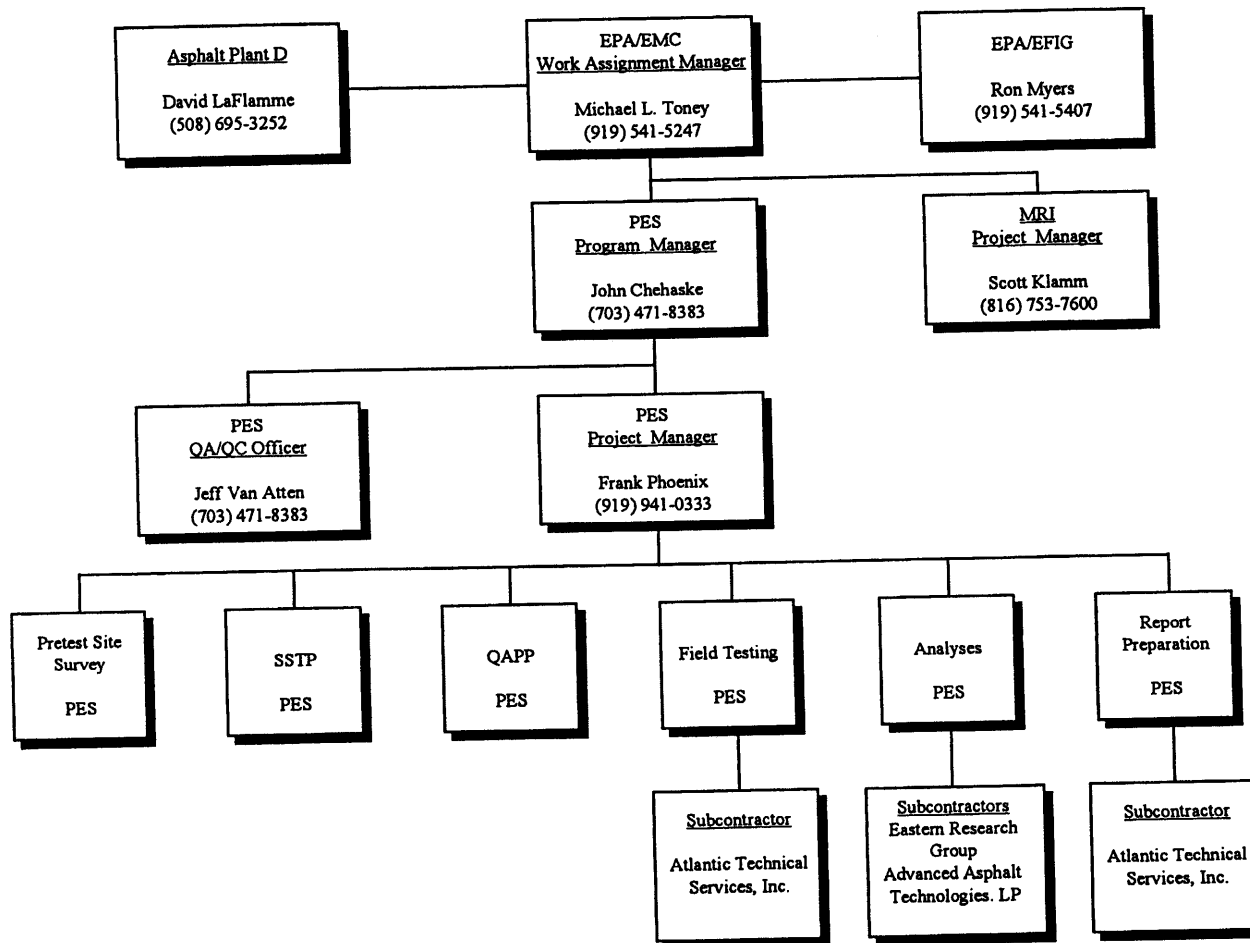 Asphalt Plant D
David LaFlamme
(508) 695-3252
EPA/EMC
Work Assignment Manager
Michael L. Toney
(919) 541-5247
EPA/EFIG
Ron Myers
(919) 541-5407
PES
Program Manager
John Chehaske
(703) 471-8383
MRI
Project Manager
Scott Klamm
(816) 753-7600
PES
QA/QC Officer
Jeff Van Atten
(703) 471-8383
PES
Project Manager
Frank Phoenix
(919) 941-0333
Pretest Site
Survey
PES
SSTP
PES
QAPP
PES
Field Testing
PES
Analyses
PES
Report
Preparation
PES
Subcontractor
Atlantic Technical
Services, Inc.
Subcontractors
Eastern Research
Group
Advanced Asphalt
Technologies. LP
Subcontractor
Atlantic Technical
Services, Inc.